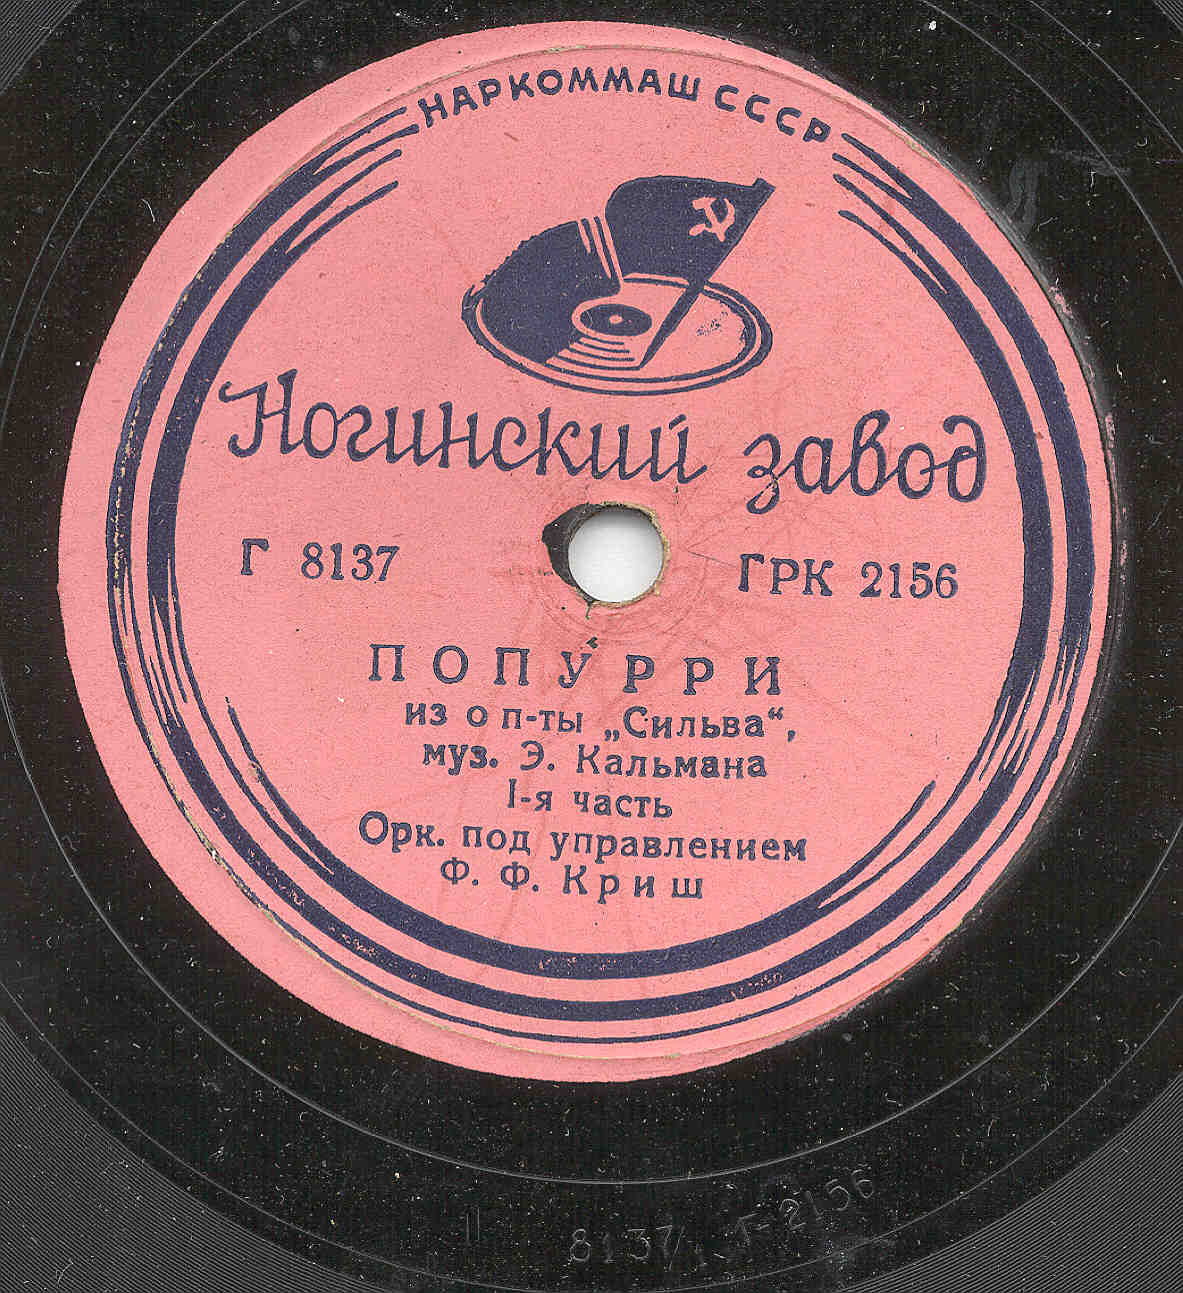 НАРКОММАШ СССР
Ногинский завод
Г 8137 ГРК 2156
ПОПУРРИ
из оп-ты „Сильва“,
муз. Э. Кальмана
I-я часть
Орк. под управлением
Ф. Ф. Криш
8137 Г-2156